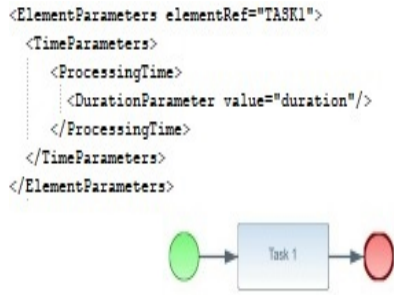 <ElementParameters elementRef="TASK1">
<TimeParameters>
<ProcessingTime>
<DurationParameter value="duration"/>
</ProcessingTime>
</TimeParameters>
</ElementParameters>
Task 1